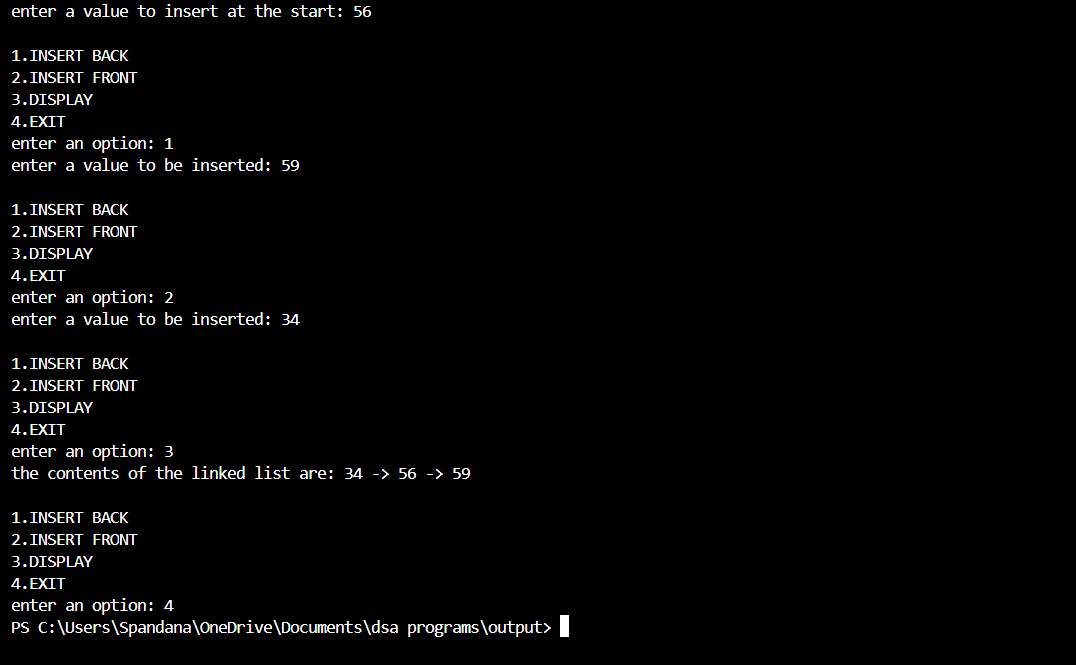 enter a value to insert at the start: 56
1.INSERT BACK
2.INSERT FRONT
3.DISPLAY
4.EXIT
enter an option: 1
enter a value to be inserted: 59
1.INSERT BACK
2.INSERT FRONT
3.DISPLAY
4.EXIT
enter an option: 2
enter a value to be inserted: 34
1.INSERT BACK
2.INSERT FRONT
3.DISPLAY
4.EXIT
enter an option: 3
the contents of the linked list are: 34 -> 56 -> 59
1.INSERT BACK
2.INSERT FRONT
3.DISPLAY
4.EXIT
enter an option: 4
PS C:\Users\Spandana\OneDrive\Documents\dsa programs\output>